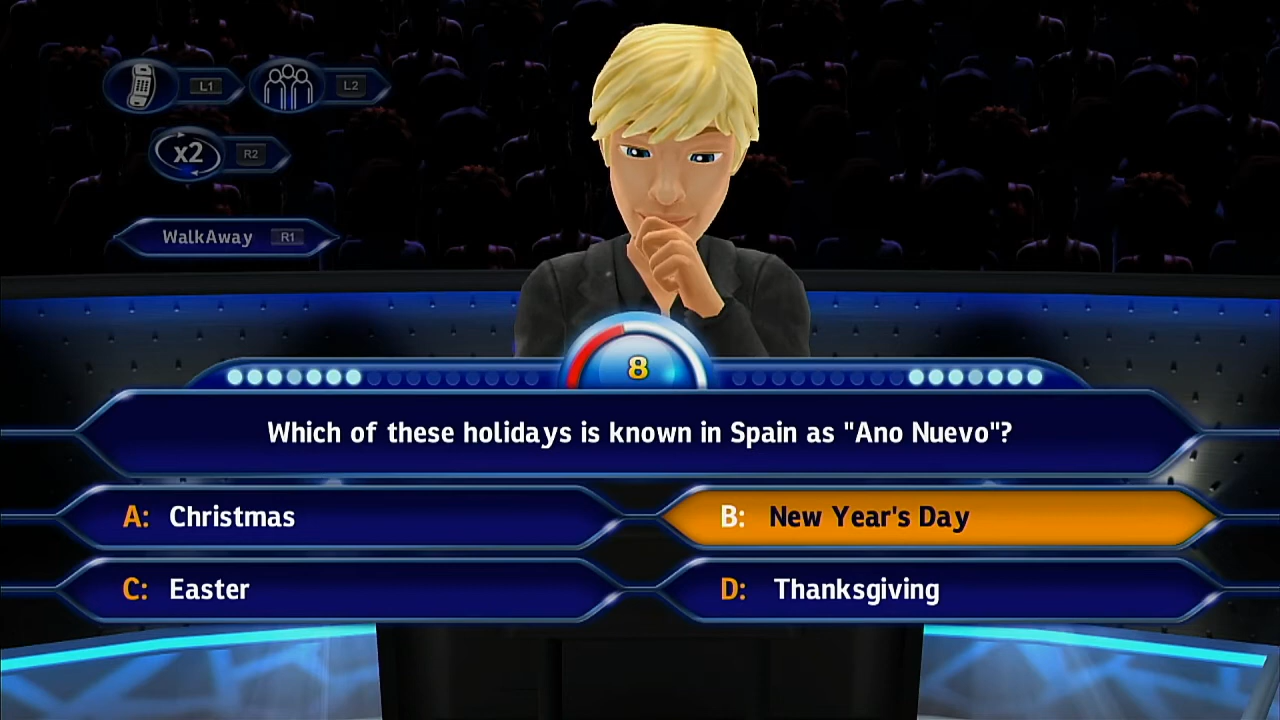 L1
L2
x2
R2
WalkAway R1
8
Which of these holidays is known in Spain as "Ano Nuevo"?
A: Christmas
B: New Year's Day
C: Easter
D: Thanksgiving